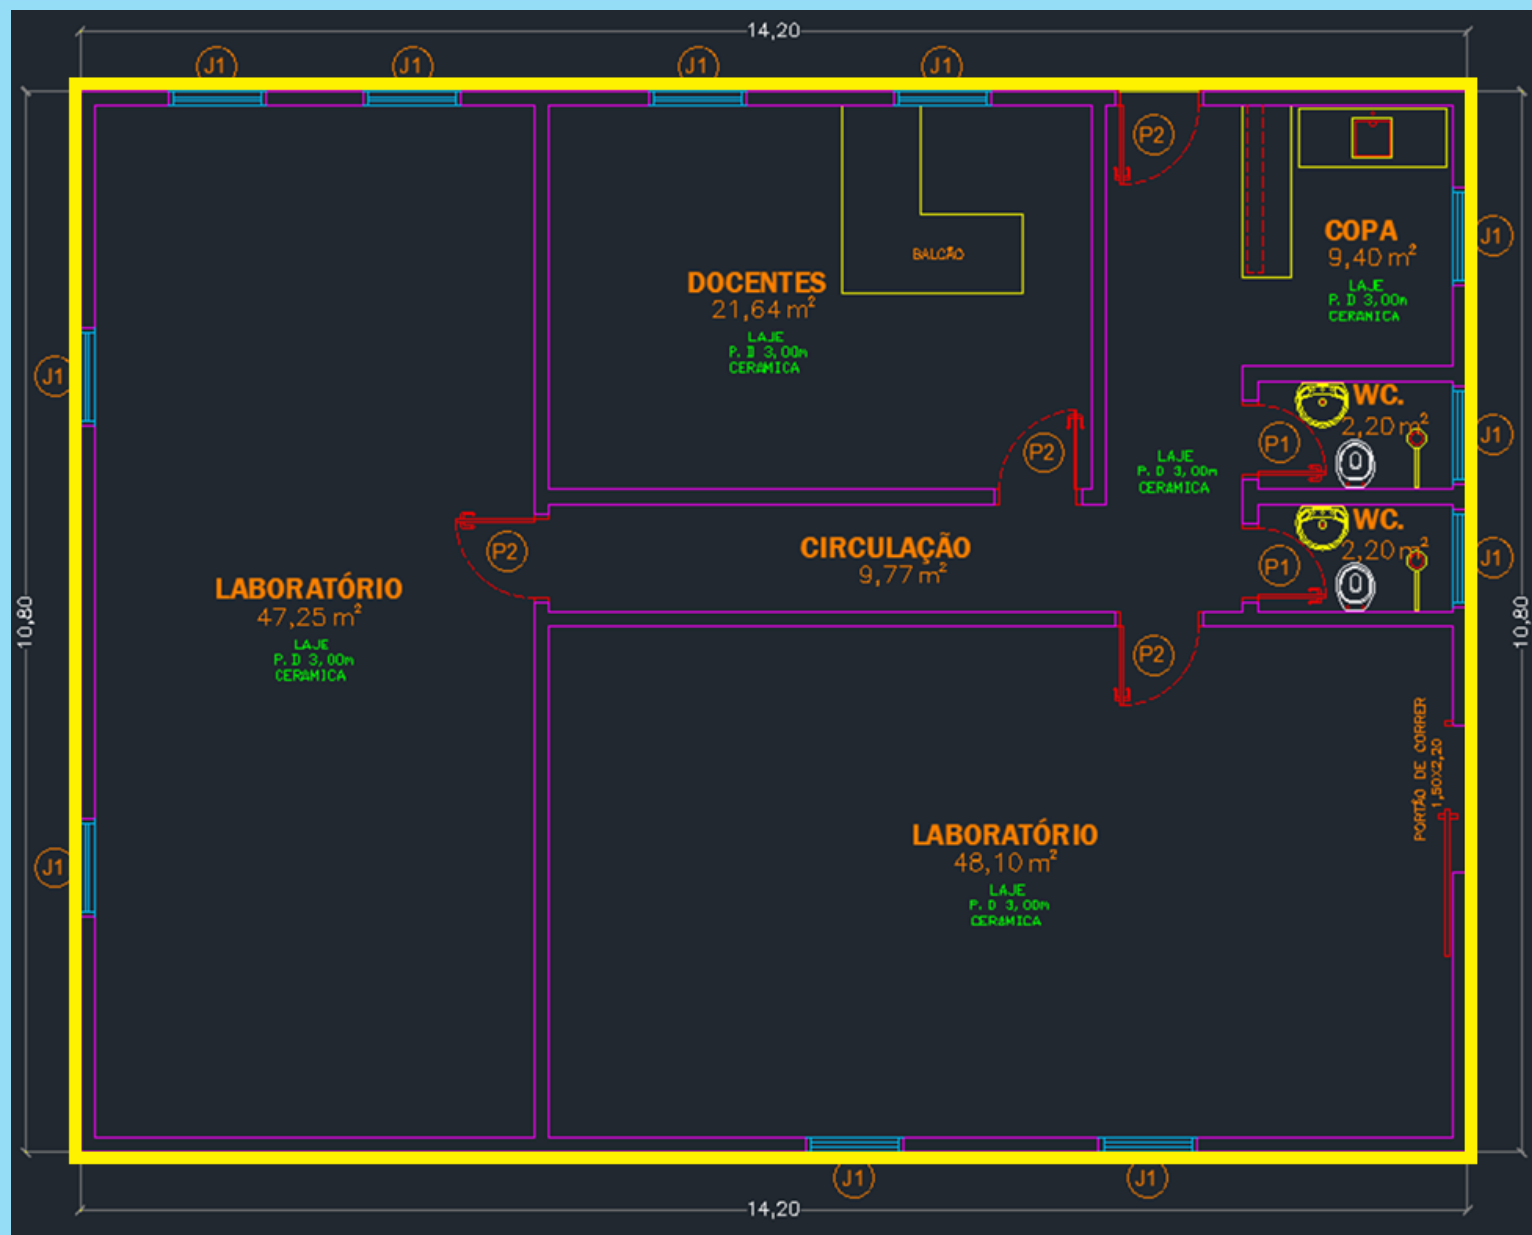 14,20
J1
J1
J1
J1
P2
COPA
9,40 m²
LAJE
P. D 3,00m
CERAMICA
J1
BALCÃO
DOCENTES
21,64 m²
LAJE
P. D 3,00m
CERAMICA
J1
WC.
2,20 m²
P1
J1
P2
LAJE
P. D 3,00m
CERAMICA
WC.
2,20 m²
P1
J1
P2
CIRCULAÇÃO
9,77 m²
LABORATÓRIO
47,25 m²
LAJE
P. D 3,00m
CERAMICA
10,80
10,80
P2
PORTÃO DE CORRER
1,50X2,20
LABORATÓRIO
48,10 m²
LAJE
P. D 3,00m
CERAMICA
J1
J1
J1
14,20